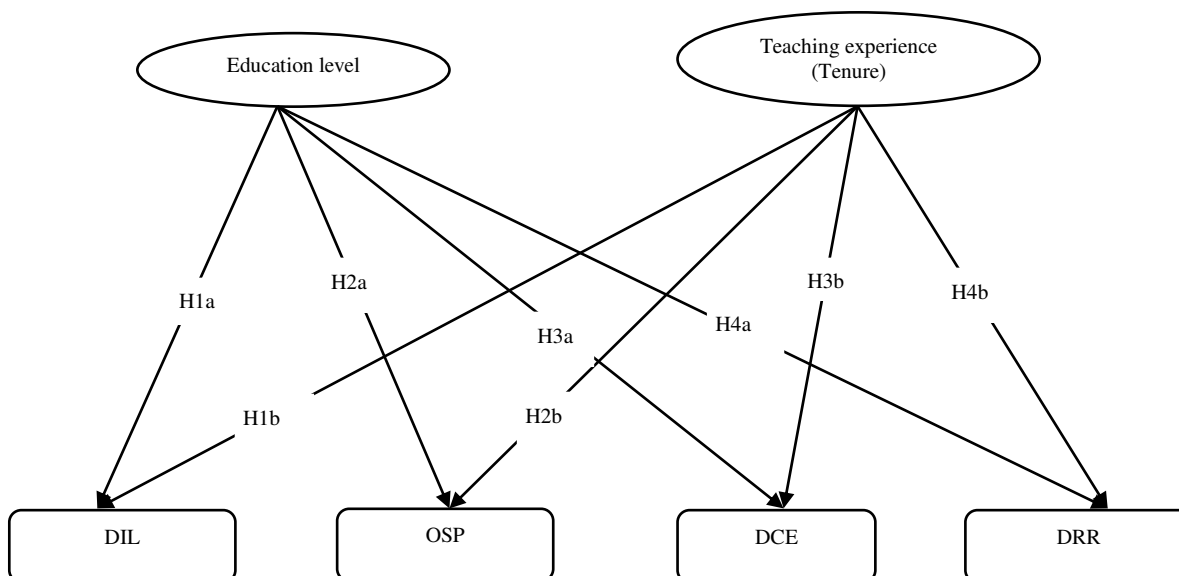 Education level
Teaching experience
(Tenure)
H1a
H2a
H3a
H4a
H3b
H4b
H1b
H2b
DIL
OSP
DCE
DRR